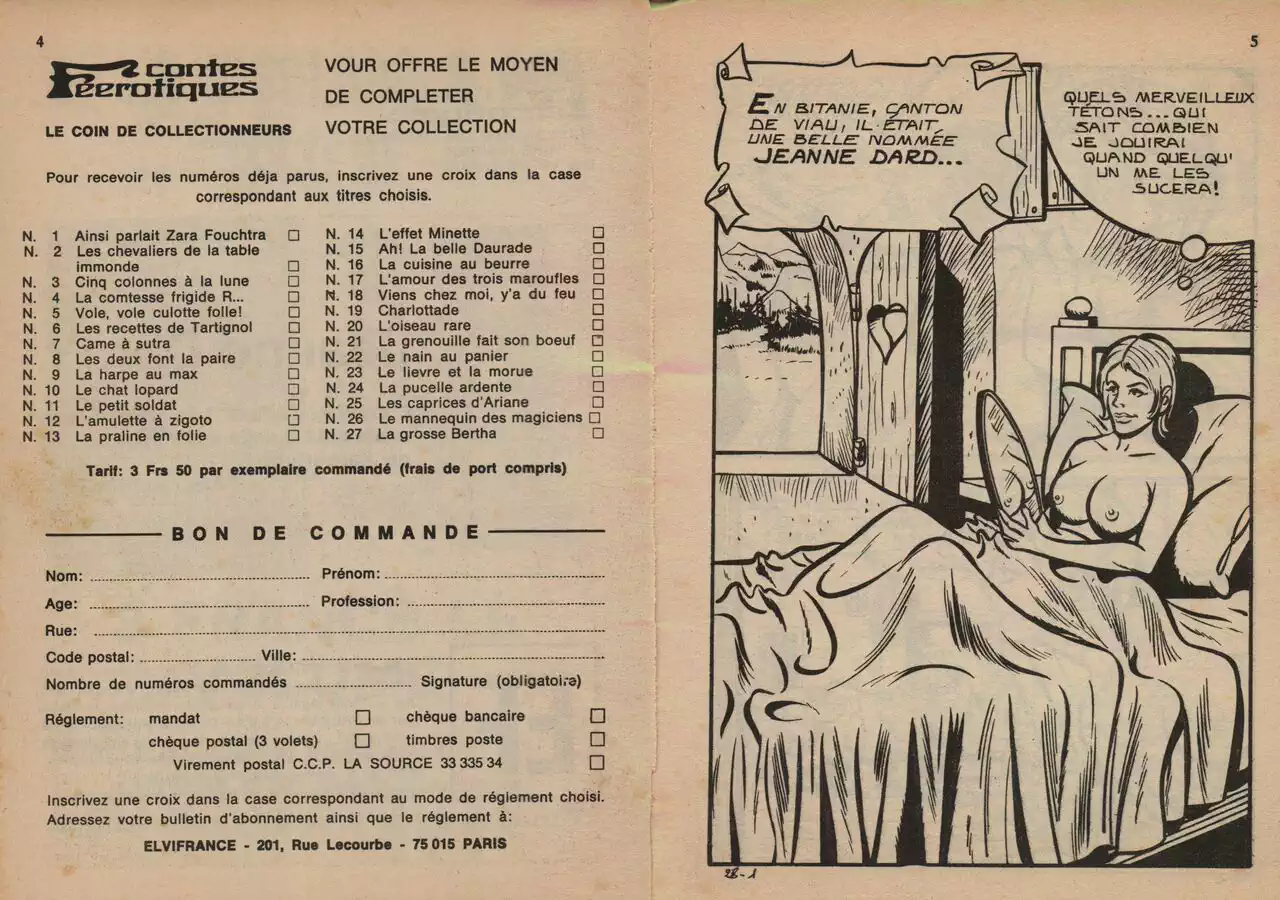 4
contes
Féerotiques
LE COIN DE COLLECTIONNEURS
VOUR OFFRE LE MOYEN
DE COMPLETER
VOTRE COLLECTION
Pour recevoir les numéros déja parus, inscrivez une croix dans la case
correspondant aux titres choisis.
N. 1 Ainsi parlait Zara Fouchtra
N. 2 Les chevaliers de la table
immonde
N. 3 Cinq colonnes à la lune
N. 4 La comtesse frigide R...
N. 5 Vole, vole culotte folle!
N. 6 Les recettes de Tartignol
N. 7 Came à sutra
N. 8 Les deux font la paire
N. 9 La harpe au max
N. 10 Le chat lopard
N. 11 Le petit soldat
N. 12 L'amulette à zigoto
N. 13 La praline en folie
N. 14 L'effet Minette
N. 15 Ah! La belle Daurade
N. 16 La cuisine au beurre
N. 17 L'amour des trois maroufles
N. 18 Viens chez moi, y'a du feu
N. 19 Charlottade
N. 20 L'oiseau rare
N. 21 La grenouille fait son boeuf
N. 22 Le nain au panier
N. 23 Le lievre et la morue
N. 24 La pucelle ardente
N. 25 Les caprices d'Ariane
N. 26 Le mannequin des magiciens
N. 27 La grosse Bertha
Tarif: 3 Frs 50 par exemplaire commandé (frais de port compris)
BON DE COMMANDE
Nom: Prénom:
Age: Profession:
Rue:
Code postal: Ville:
Nombre de numéros commandés Signature (obligatoire)
Réglement: mandat chèque bancaire
chèque postal (3 volets) timbres poste
Virement postal C.C.P. LA SOURCE 33 335 34
Inscrivez une croix dans la case correspondant au mode de réglement choisi.
Adressez votre bulletin d'abonnement ainsi que le réglement à:
ELVIFRANCE - 201, Rue Lecourbe - 75 015 PARIS
5
EN BITANIE, CANTON
DE VIAU, IL ÉTAIT
UNE BELLE NOMMÉE
JEANNE DARD...
QUELS MERVEILLEUX
TÉTONS...QUI
SAIT COMBIEN
JE JOUIRAI
QUAND QUELQU'
UN ME LES
SUCERA!
28-1